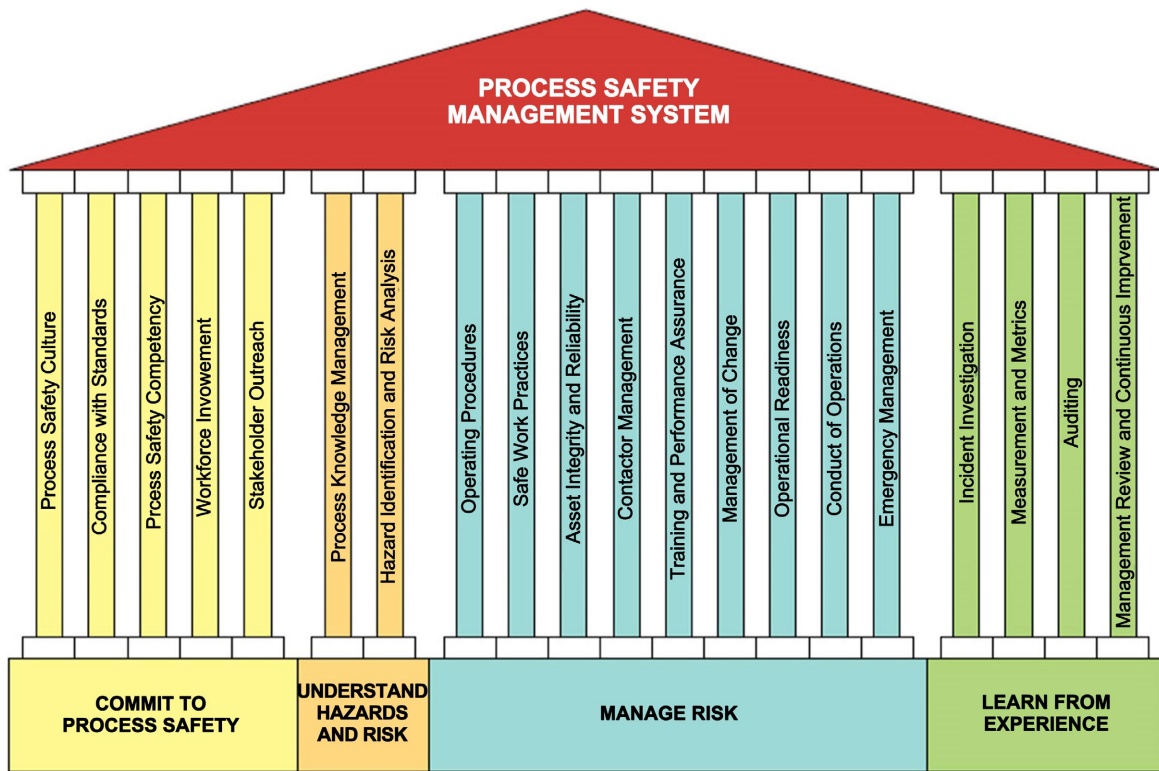 PROCESS SAFETY
MANAGEMENT SYSTEM
Process Safety Culture
Compliance with Standards
Prcess Safety Competency
Workforce Invowement
Stakeholder Outreach
Process Knowledge Management
Hazard Identification and Risk Analysis
Operating Procedures
Safe Work Practices
Asset Integrity and Reliability
Contactor Management
Training and Performance Assurance
Management of Change
Operational Readiness
Conduct of Operations
Emergency Management
Incident Investigation
Measurement and Metrics
Auditing
Management Review and Continuous Imprvement
COMMIT TO
PROCESS SAFETY
UNDERSTAND
HAZARDS
AND RISK
MANAGE RISK
LEARN FROM
EXPERIENCE